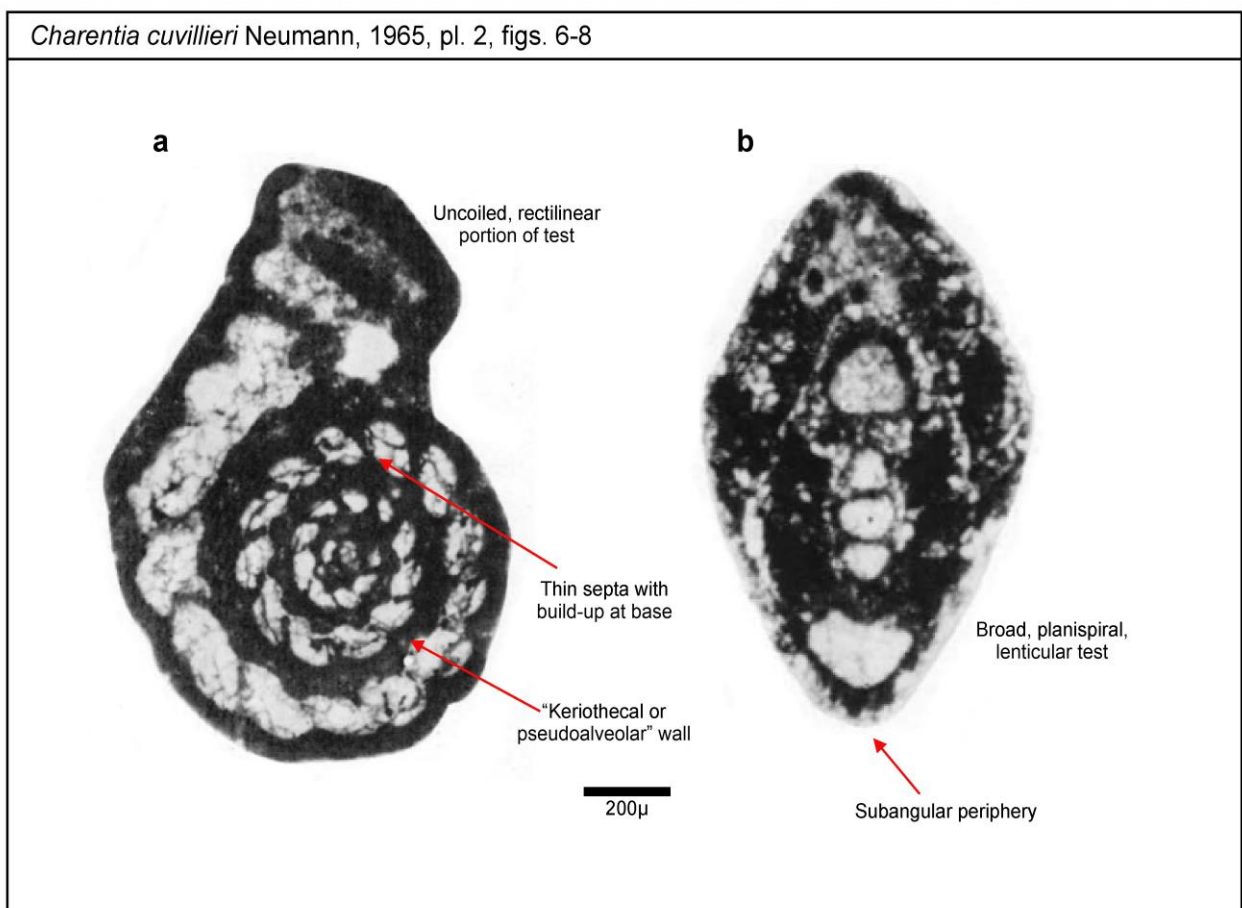 Charentia cuvillieri Neumann, 1965, pl. 2, figs. 6-8
a
b
Uncoiled, rectilinear
portion of test
Thin septa with
build-up at base
Broad, planispiral,
lenticular test
“Keriothecal or
pseudoalveolar” wall
200µ
Subangular periphery